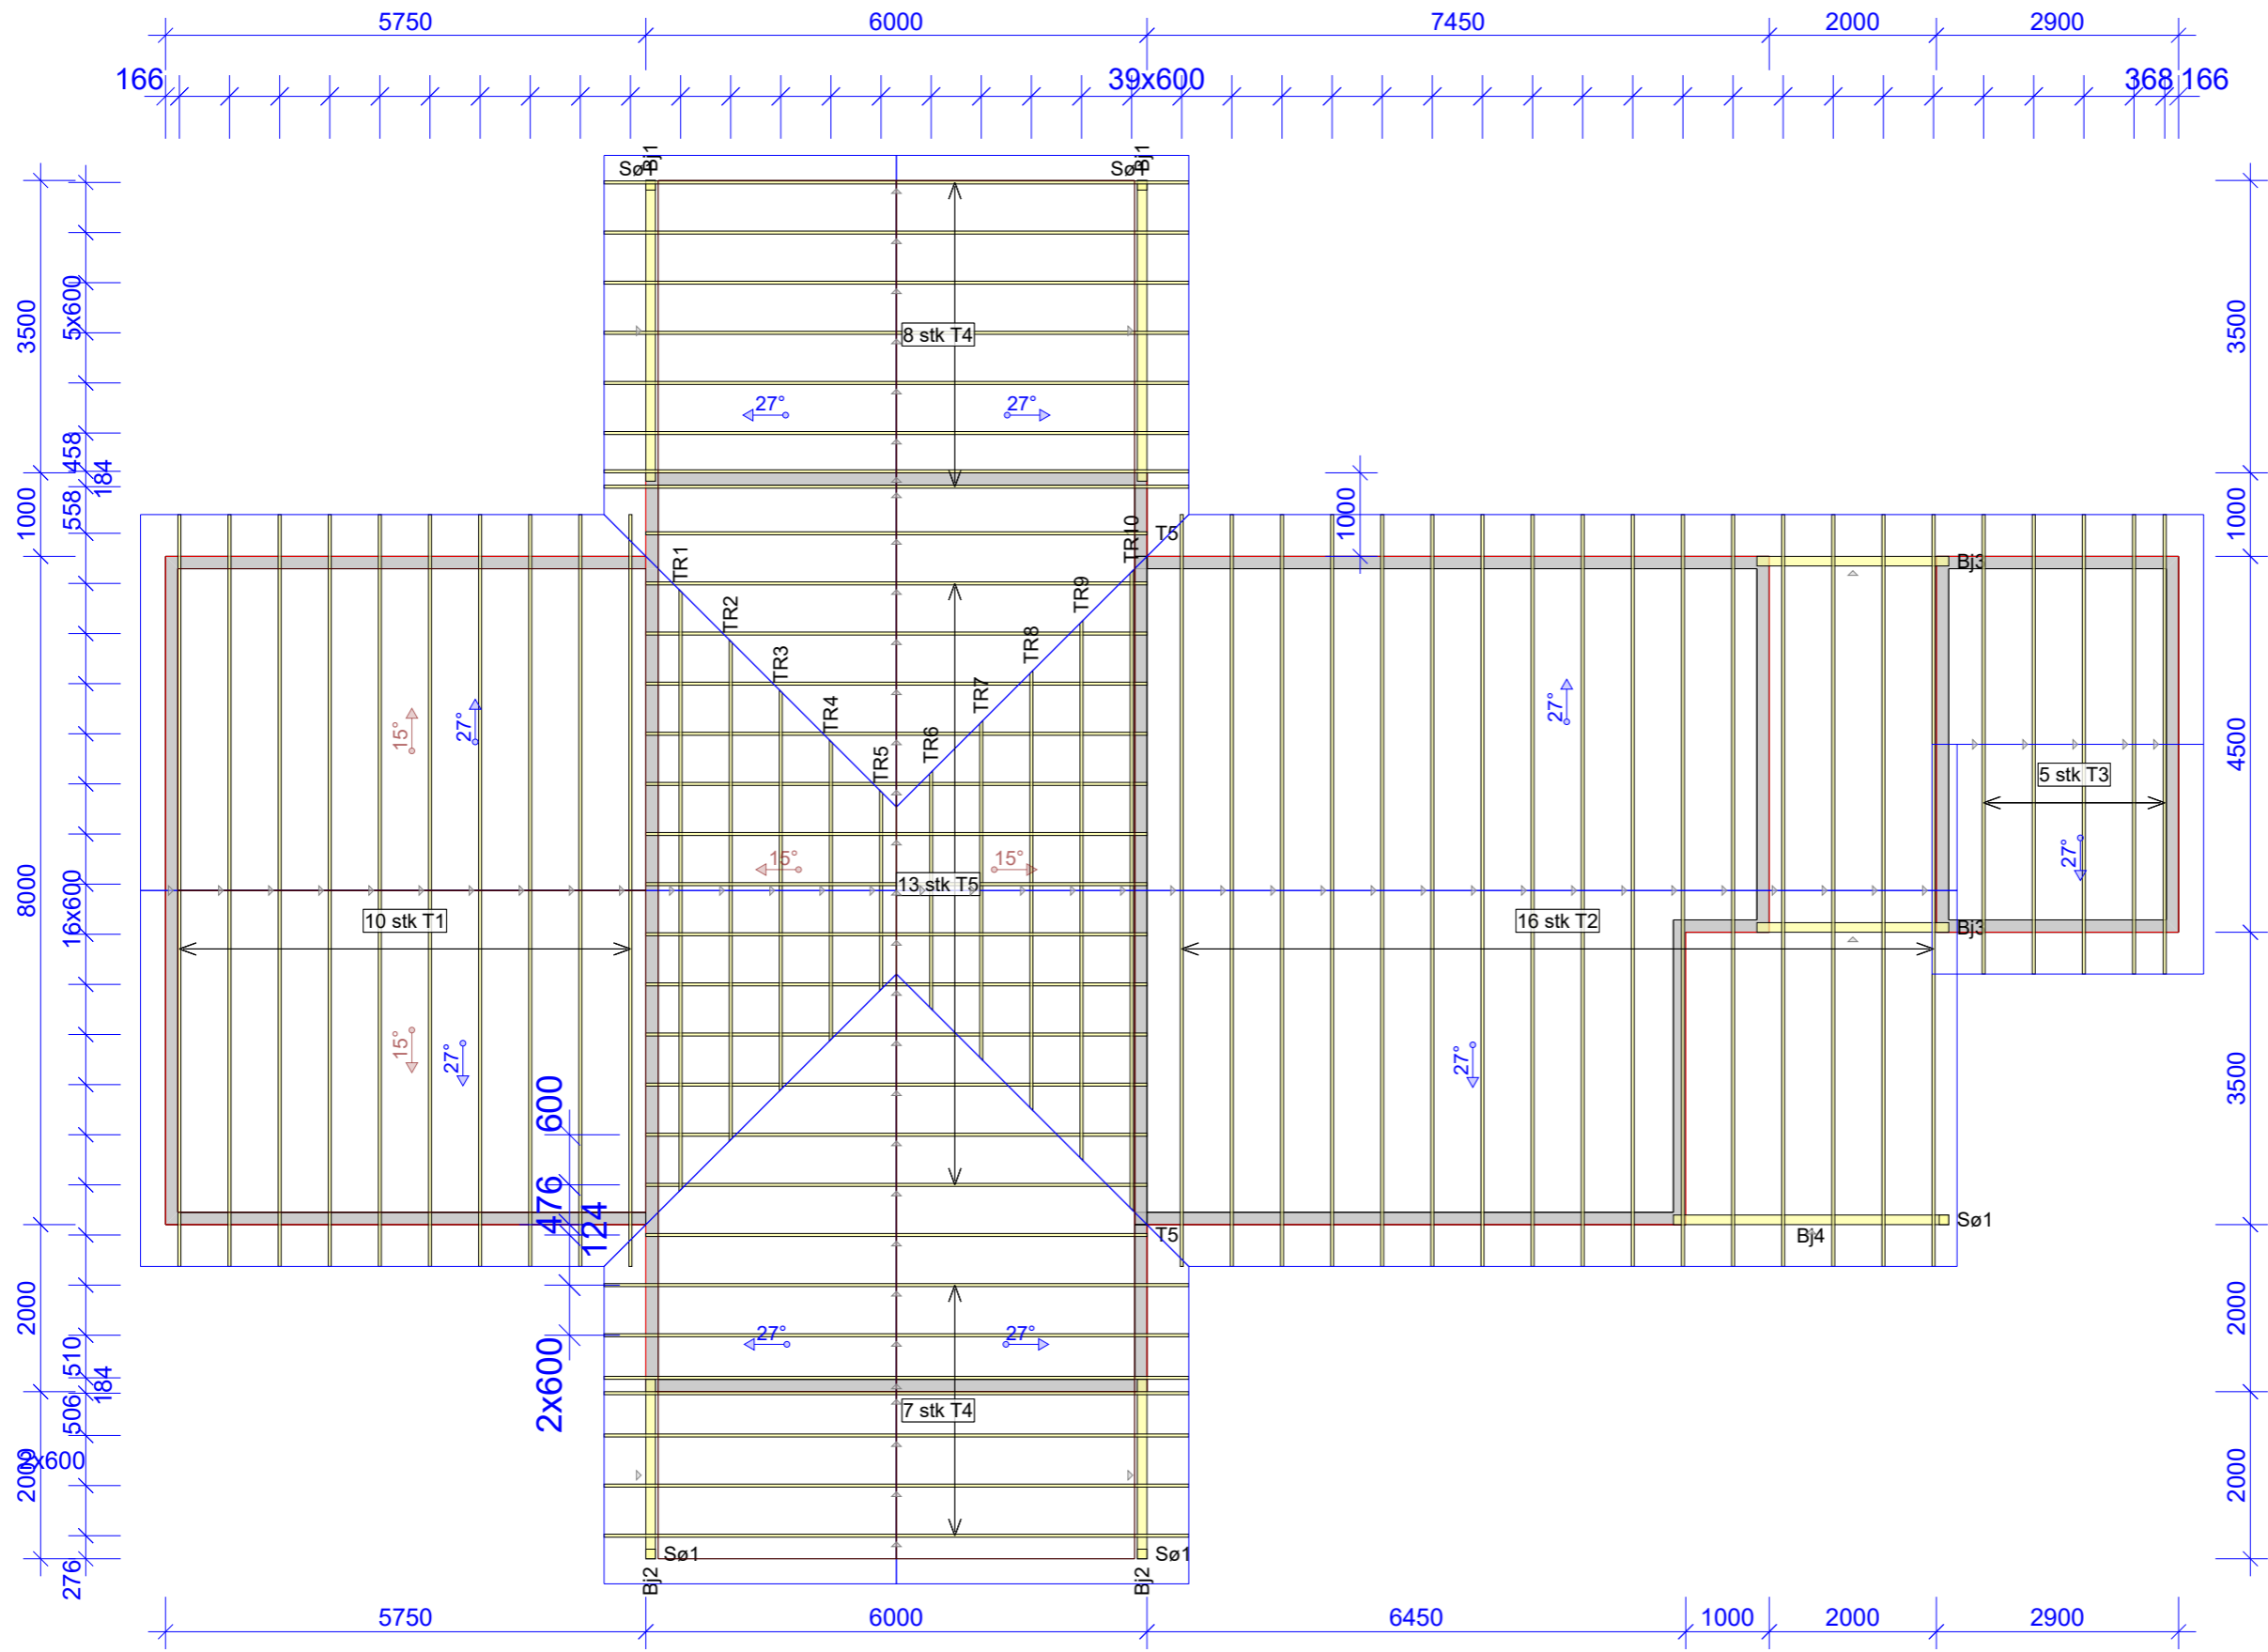 5750 6000 7450 2000 2900
166 39x600 368 166
Sø1 Bj1 Sø1 Bj1
3500 5x600 8 stk T4 3500
27° 27°
458
184
1000 558 1000 1000
TR10 T5
TR1 Bj3
TR2 TR9
TR3 TR8
TR4 TR7
TR5 TR6
15° 27° 27° 4500
5 stk T3
15° 15° 27°
8000 16x600 13 stk T5
10 stk T1 16 stk T2 Bj3
15° 27° 27° 3500
600
476
124 T5 Bj4 Sø1
2000 510 27° 27° 2000
184
2x600
506 7 stk T4
2000 2x600 2000
276 Sø1 Sø1
Bj2 Bj2
5750 6000 6450 1000 2000 2900